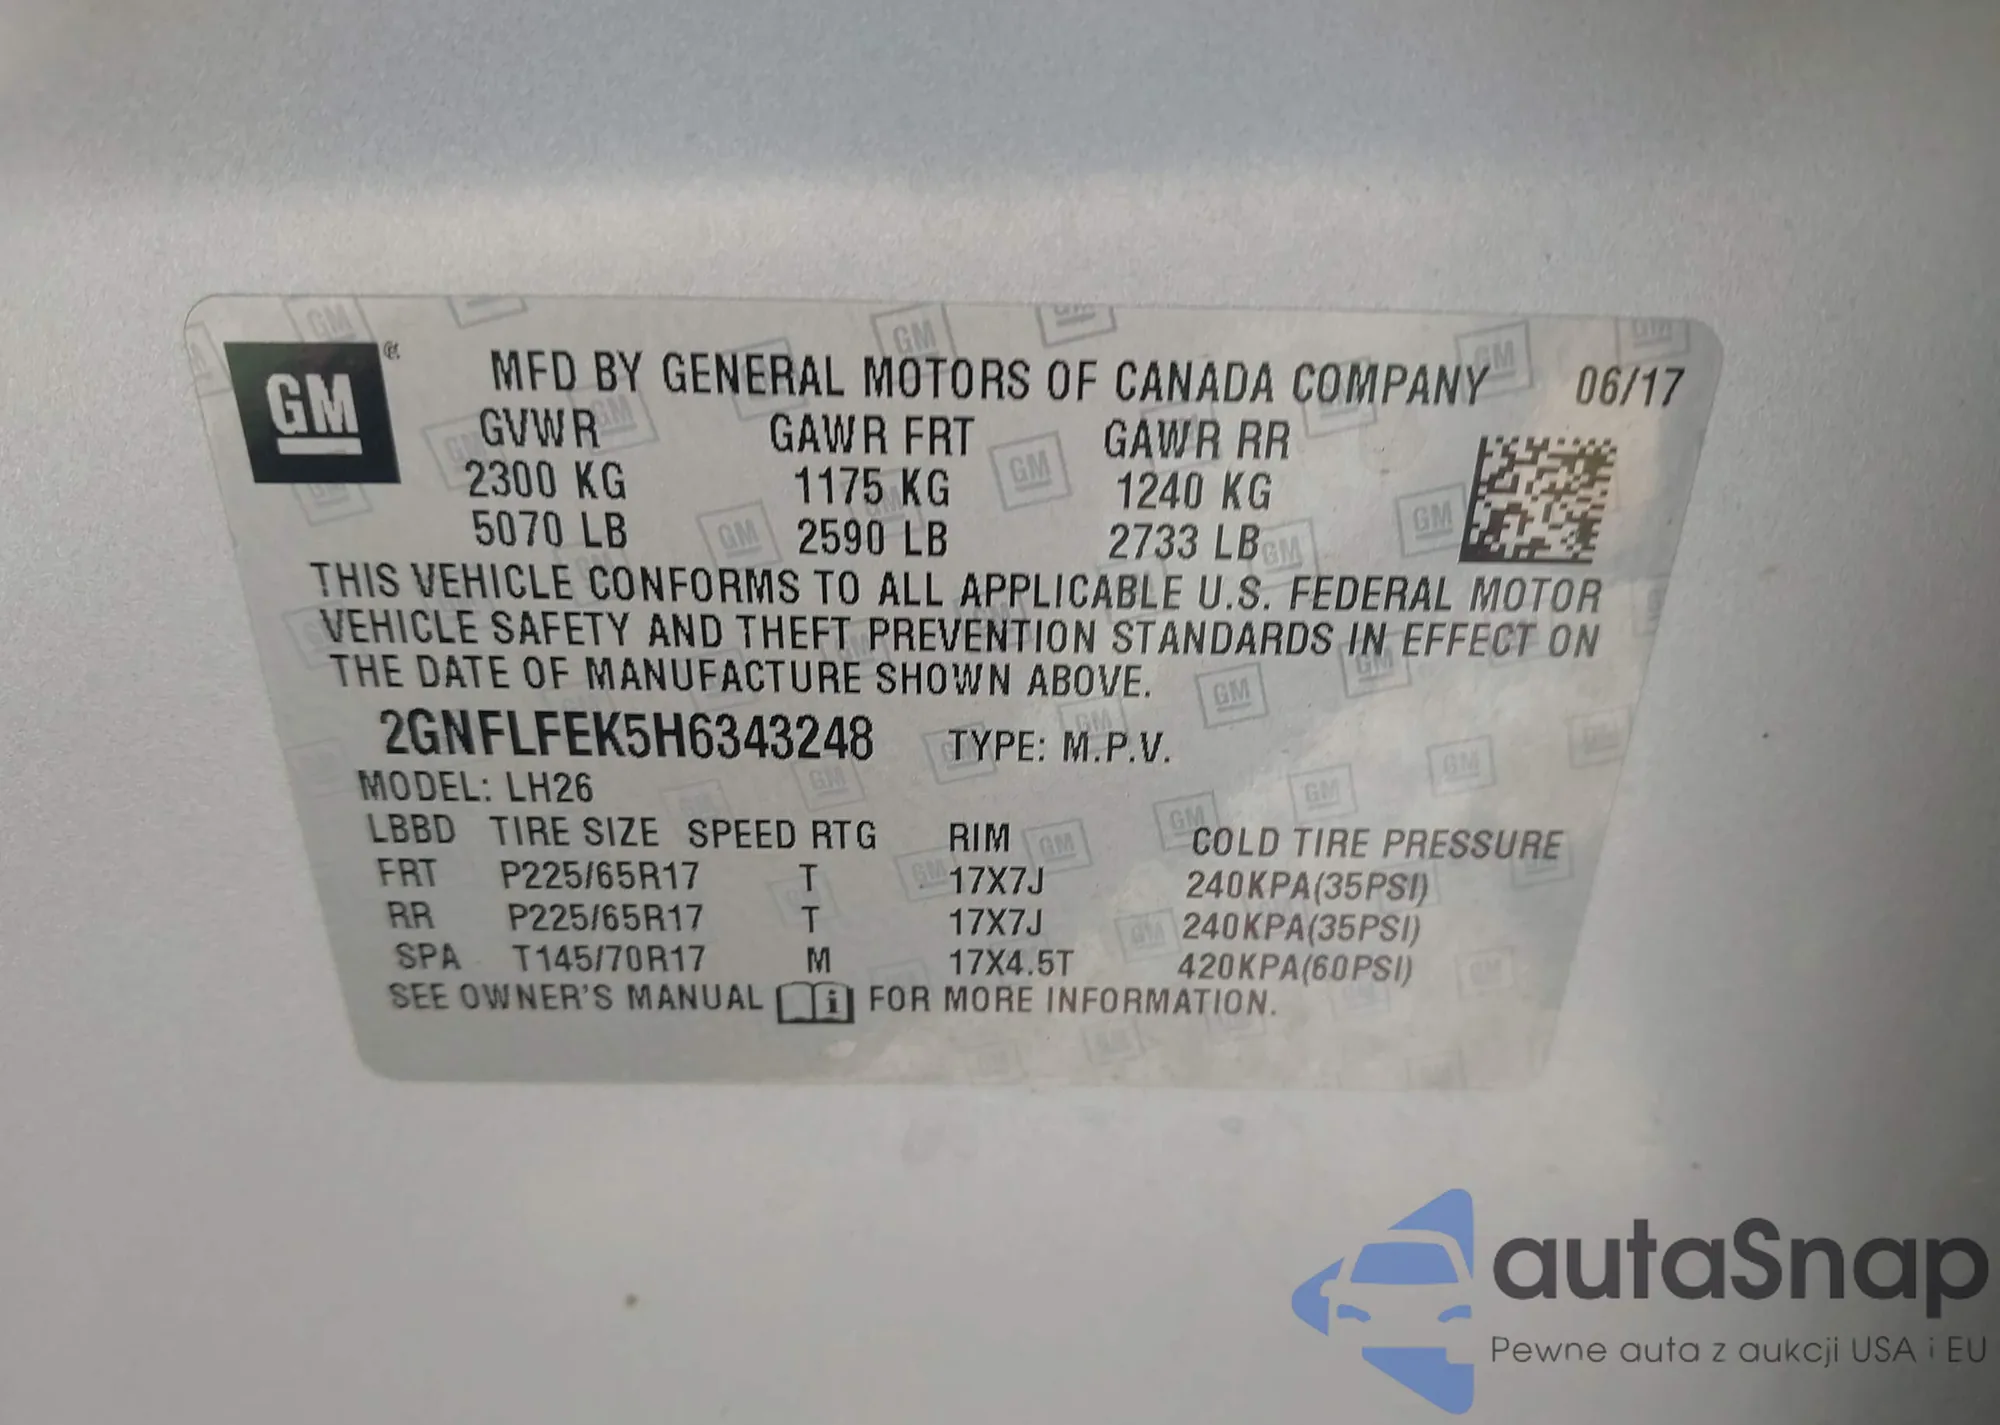 GM
MFD BY GENERAL MOTORS OF CANADA COMPANY 06/17
GVWR GAWR FRT GAWR RR
2300 KG 1175 KG 1240 KG
5070 LB 2590 LB 2733 LB
THIS VEHICLE CONFORMS TO ALL APPLICABLE U.S. FEDERAL MOTOR
VEHICLE SAFETY AND THEFT PREVENTION STANDARDS IN EFFECT ON
THE DATE OF MANUFACTURE SHOWN ABOVE.
2GNFLFEK5H6343248 TYPE: M.P.V.
MODEL: LH26
LBBD TIRE SIZE SPEED RTG RIM COLD TIRE PRESSURE
FRT P225/65R17 T 17X7J 240KPA(35PSI)
RR P225/65R17 T 17X7J 240KPA(35PSI)
SPA T145/70R17 M 17X4.5T 420KPA(60PSI)
SEE OWNER'S MANUAL i FOR MORE INFORMATION.
autaSnap
Pewne auta z aukcji USA i EU